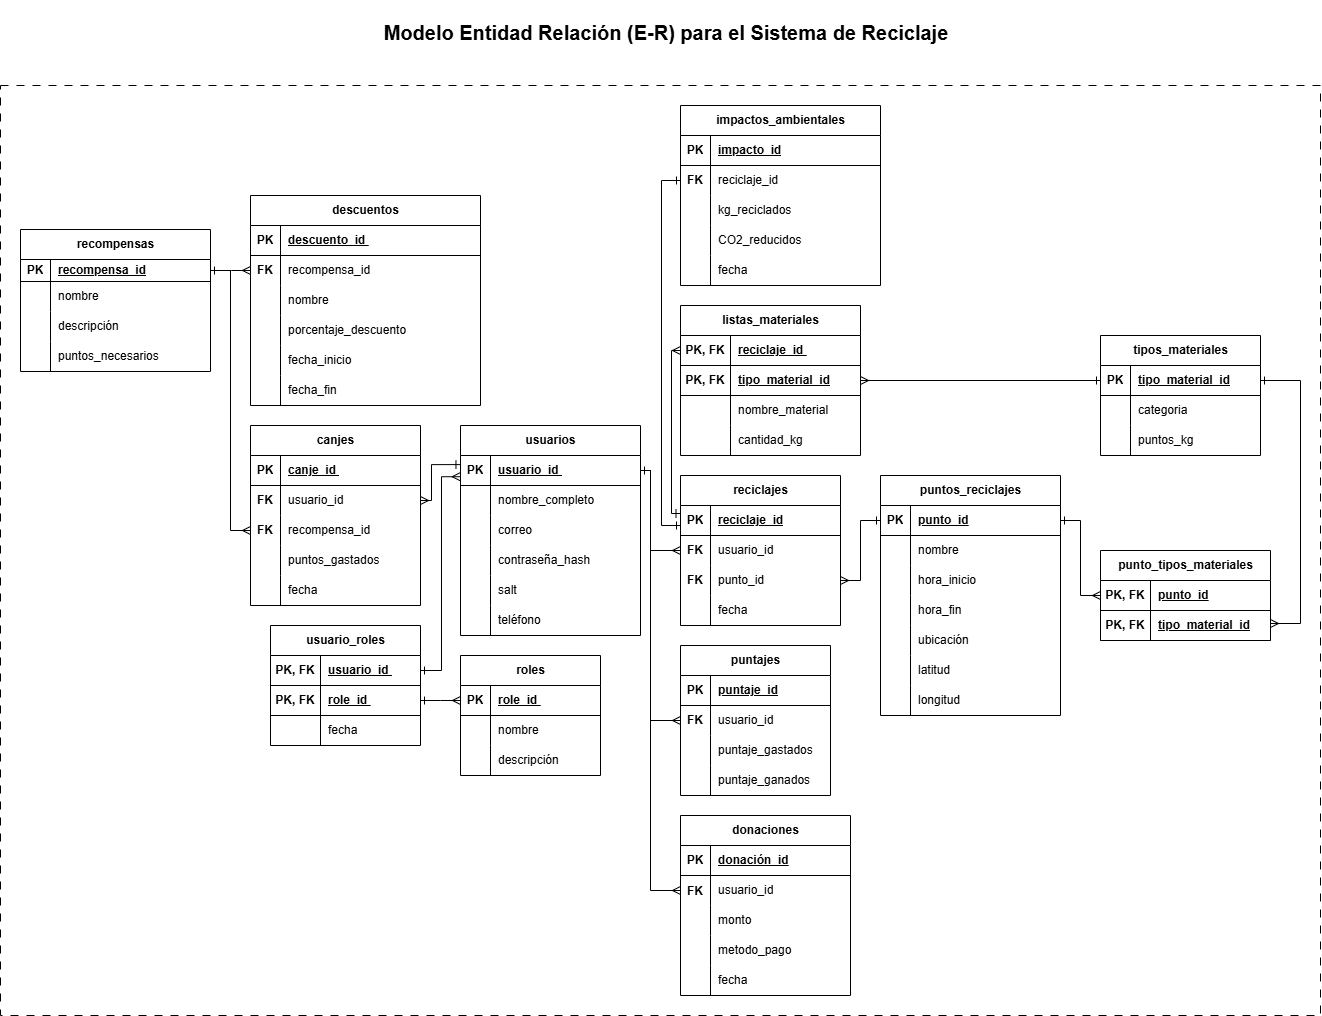 Modelo Entidad Relación (E-R) para el Sistema de Reciclaje
recompensas
PK recompensa_id
nombre
descripción
puntos_necesarios
descuentos
PK descuento_id
FK recompensa_id
nombre
porcentaje_descuento
fecha_inicio
fecha_fin
canjes
PK canje_id
FK usuario_id
FK recompensa_id
puntos_gastados
fecha
usuario_roles
PK, FK usuario_id
PK, FK role_id
fecha
usuarios
PK usuario_id
nombre_completo
correo
contraseña_hash
salt
teléfono
roles
PK role_id
nombre
descripción
impactos_ambientales
PK impacto_id
FK reciclaje_id
kg_reciclados
CO2_reducidos
fecha
listas_materiales
PK, FK reciclaje_id
PK, FK tipo_material_id
nombre_material
cantidad_kg
reciclajes
PK reciclaje_id
FK usuario_id
FK punto_id
fecha
puntajes
PK puntaje_id
FK usuario_id
puntaje_gastados
puntaje_ganados
donaciones
PK donación_id
FK usuario_id
monto
metodo_pago
fecha
puntos_reciclajes
PK punto_id
nombre
hora_inicio
hora_fin
ubicación
latitud
longitud
tipos_materiales
PK tipo_material_id
categoria
puntos_kg
punto_tipos_materiales
PK, FK punto_id
PK, FK tipo_material_id